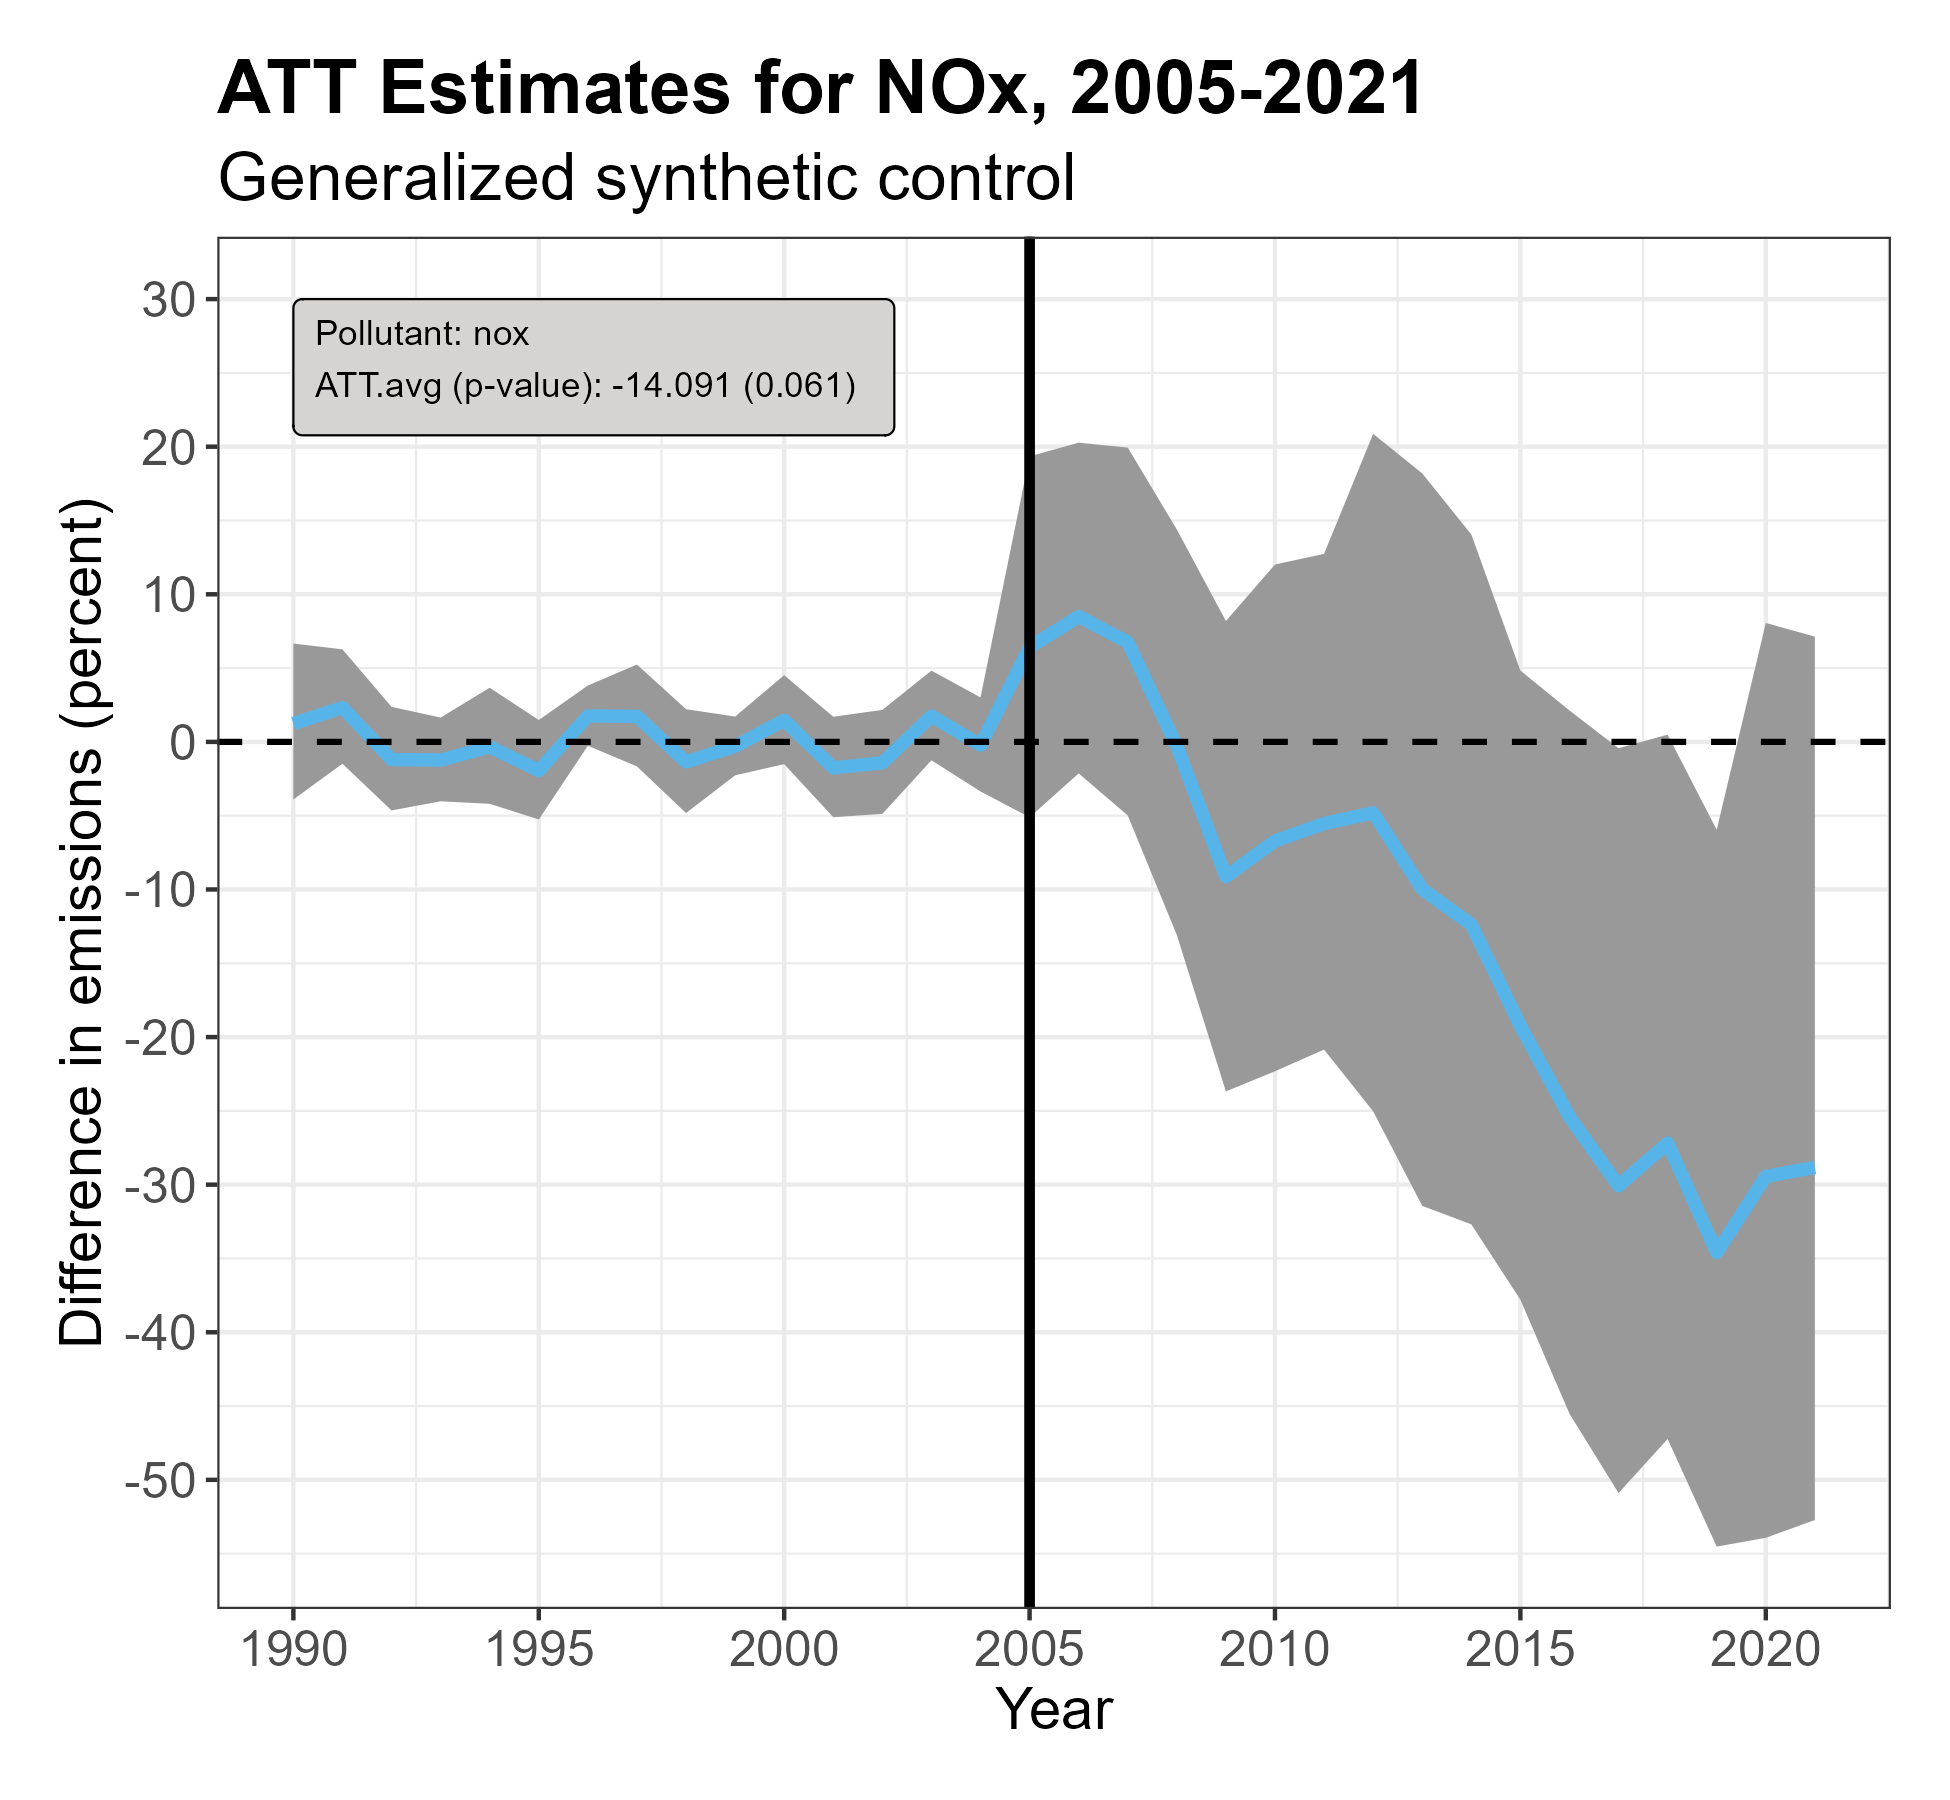 ATT Estimates for NOx, 2005-2021
Generalized synthetic control
Pollutant: nox
ATT.avg (p-value): -14.091 (0.061)
Difference in emissions (percent)
30
20
10
0
-10
-20
-30
-40
-50
1990 1995 2000 2005 2010 2015 2020
Year